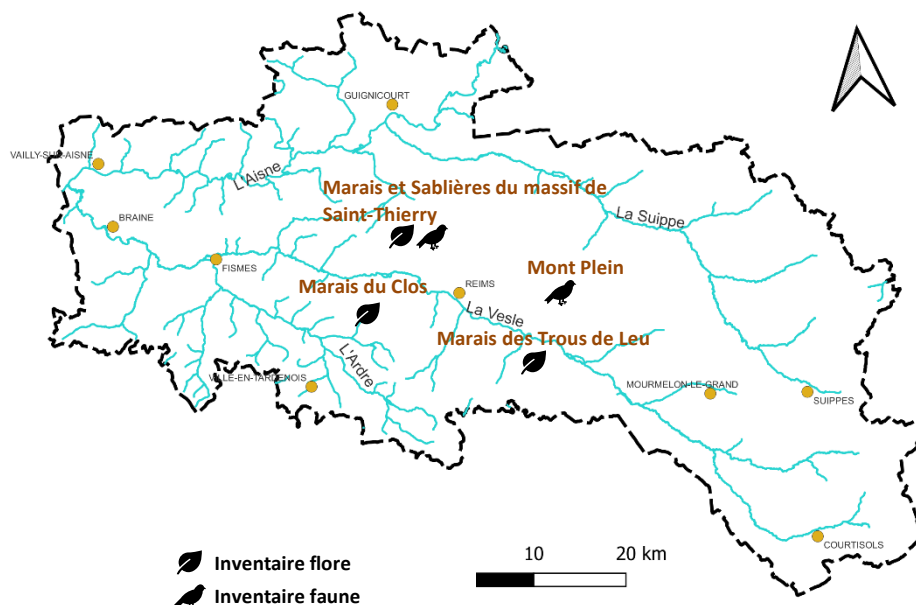 GUIGNICOURT
VAILLY-SUR-AISNE
L'Aisne
Marais et Sablières du massif de
Saint-Thierry
La Suippe
BRAINE
FISMES
Mont Plein
Marais du Clos
REIMS
La Vesle
Marais des Trous de Leu
L'Ardre
VILLE-EN-TARDENOIS
MOURMELON-LE-GRAND
SUIPPES
COURTISOLS
Inventaire flore
Inventaire faune
10 20 km